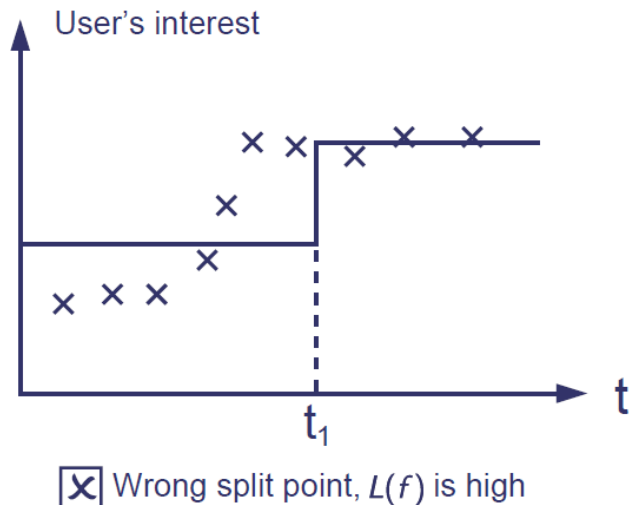 User's interest
t
t₁
☒ Wrong split point, L(f) is high